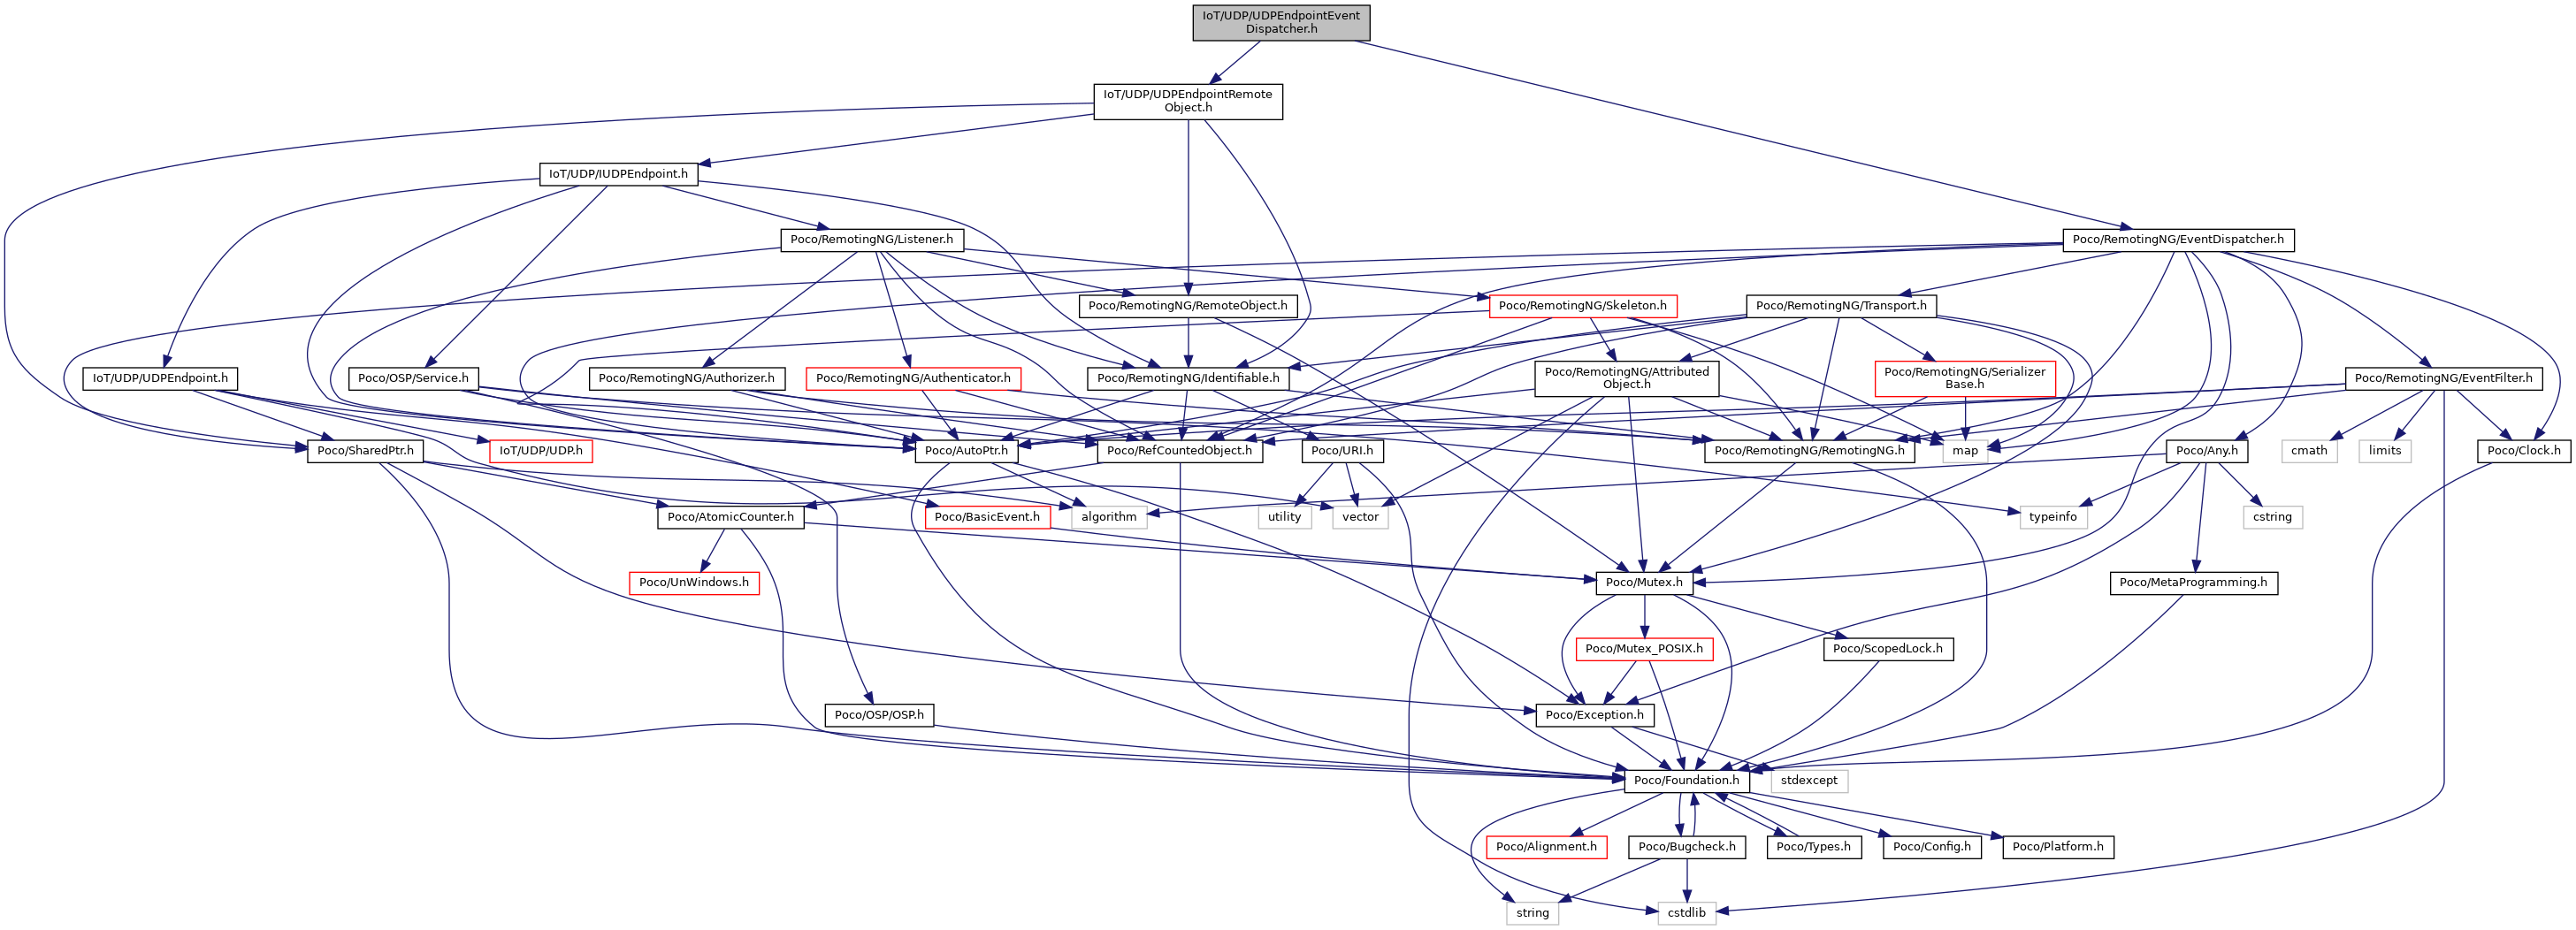 IoT/UDP/UDPEndpointEvent
Dispatcher.h
IoT/UDP/UDPEndpointRemote
Object.h
IoT/UDP/IUDPEndpoint.h
Poco/RemotingNG/Listener.h
Poco/RemotingNG/EventDispatcher.h
Poco/RemotingNG/RemoteObject.h
Poco/RemotingNG/Skeleton.h
Poco/RemotingNG/Transport.h
IoT/UDP/UDPEndpoint.h
Poco/OSP/Service.h
Poco/RemotingNG/Authorizer.h
Poco/RemotingNG/Authenticator.h
Poco/RemotingNG/Identifiable.h
Poco/RemotingNG/Attributed
Object.h
Poco/RemotingNG/Serializer
Base.h
Poco/RemotingNG/EventFilter.h
Poco/SharedPtr.h
IoT/UDP/UDP.h
Poco/AutoPtr.h
Poco/RefCountedObject.h
Poco/URI.h
Poco/RemotingNG/RemotingNG.h
map
Poco/Any.h
cmath
limits
Poco/Clock.h
Poco/AtomicCounter.h
Poco/BasicEvent.h
algorithm
utility
vector
typeinfo
cstring
Poco/UnWindows.h
Poco/Mutex.h
Poco/MetaProgramming.h
Poco/Mutex_POSIX.h
Poco/ScopedLock.h
Poco/OSP/OSP.h
Poco/Exception.h
Poco/Foundation.h
stdexcept
Poco/Alignment.h
Poco/Bugcheck.h
Poco/Types.h
Poco/Config.h
Poco/Platform.h
string
cstdlib